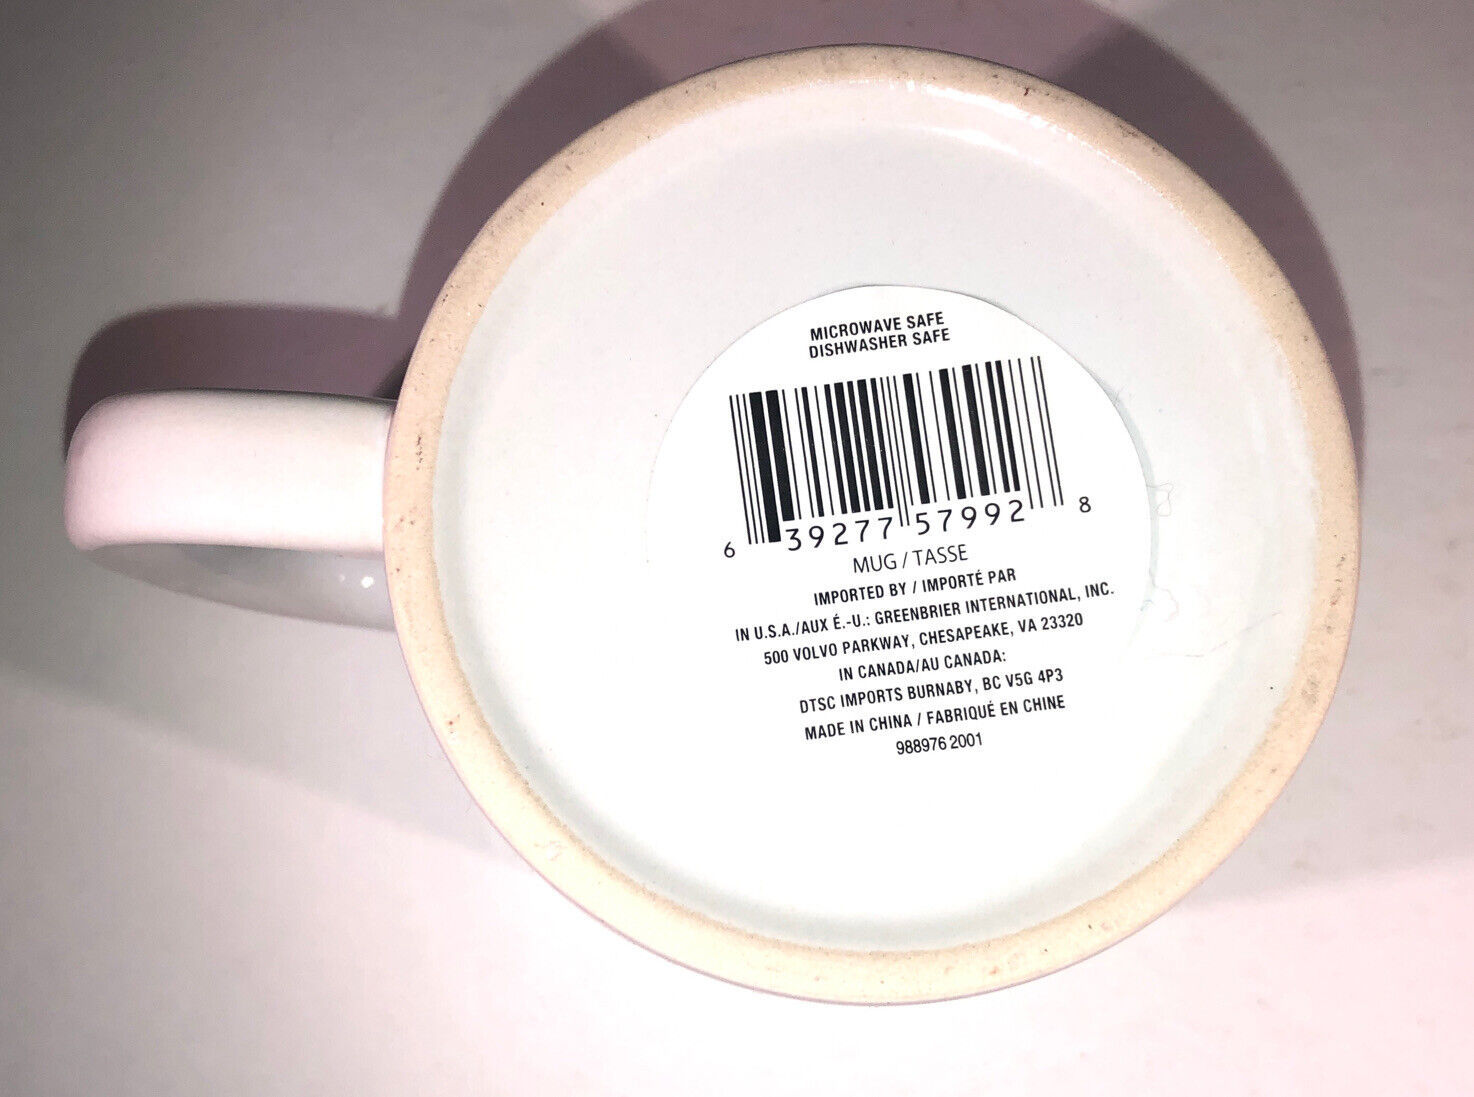 MICROWAVE SAFE
DISHWASHER SAFE
6 39277 57992 8
MUG / TASSE
IMPORTED BY / IMPORTÉ PAR
IN U.S.A./AUX É.-U.: GREENBRIER INTERNATIONAL, INC.
500 VOLVO PARKWAY, CHESAPEAKE, VA 23320
IN CANADA/AU CANADA:
DTSC IMPORTS BURNABY, BC V5G 4P3
MADE IN CHINA / FABRIQUÉ EN CHINE
988976 2001